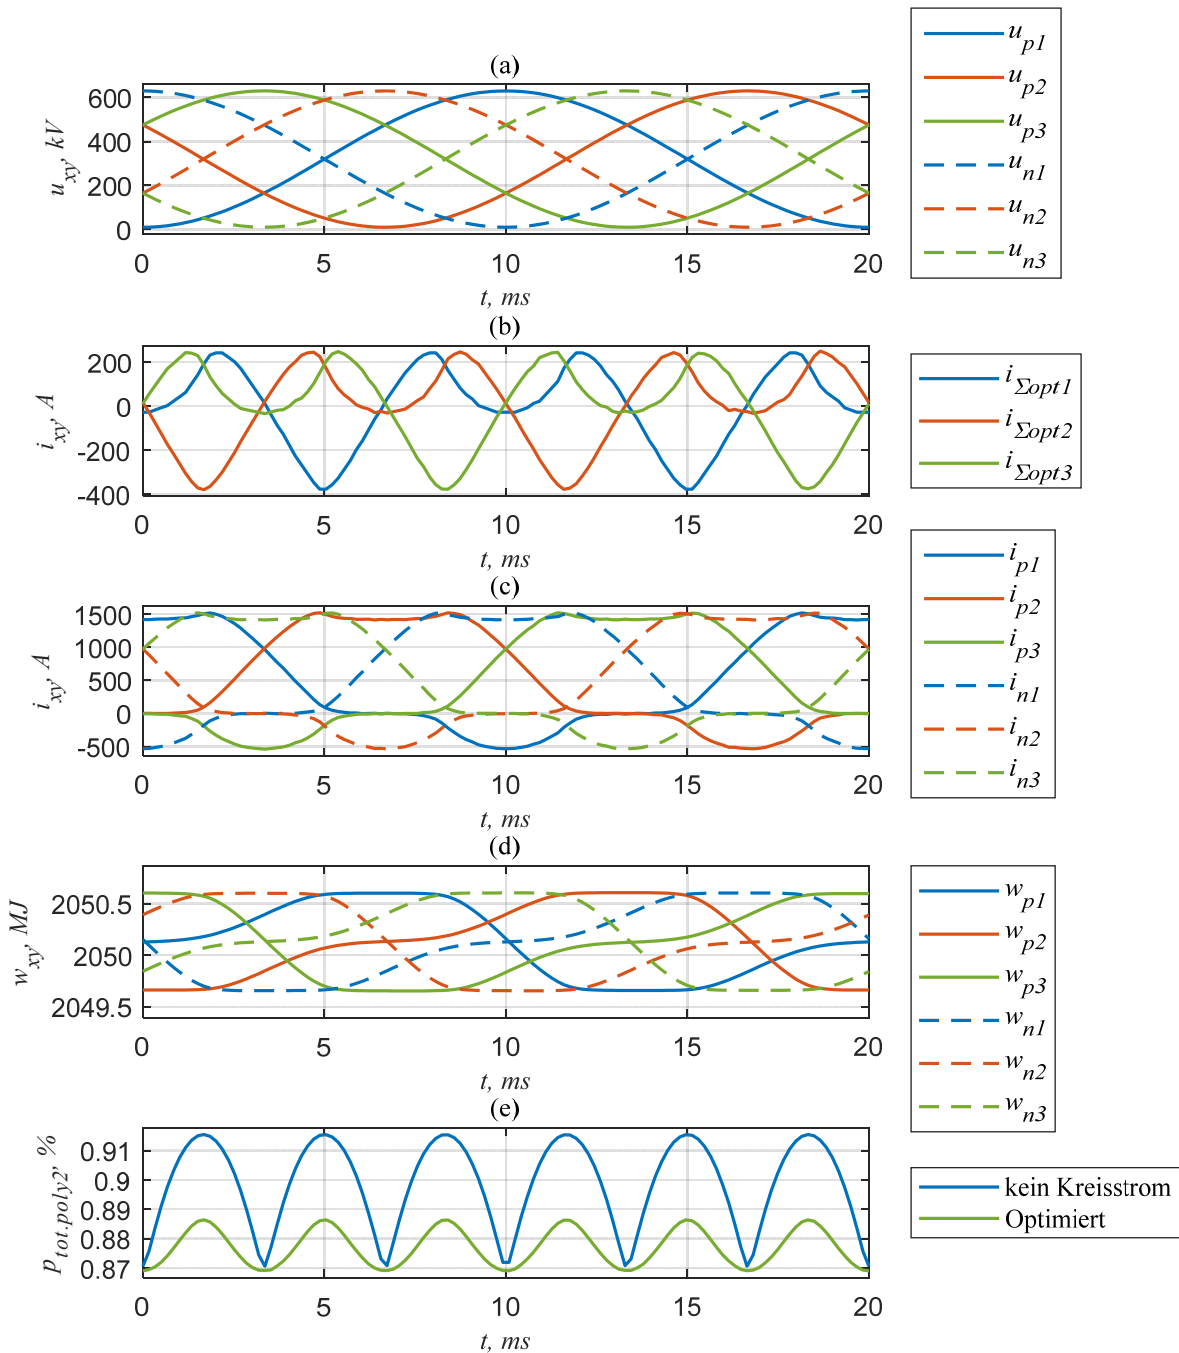 (a)
u_xy, kV
600
400
200
0
0 5 10 15 20
t, ms
u_p1
u_p2
u_p3
u_n1
u_n2
u_n3
(b)
i_xy, A
200
0
-200
-400
0 5 10 15 20
t, ms
i_Σopt1
i_Σopt2
i_Σopt3
(c)
i_xy, A
1500
1000
500
0
-500
0 5 10 15 20
t, ms
i_p1
i_p2
i_p3
i_n1
i_n2
i_n3
(d)
w_xy, MJ
2050.5
2050
2049.5
0 5 10 15 20
t, ms
w_p1
w_p2
w_p3
w_n1
w_n2
w_n3
(e)
p_tot.poly2, %
0.91
0.9
0.89
0.88
0.87
0 5 10 15 20
t, ms
kein Kreisstrom
Optimiert